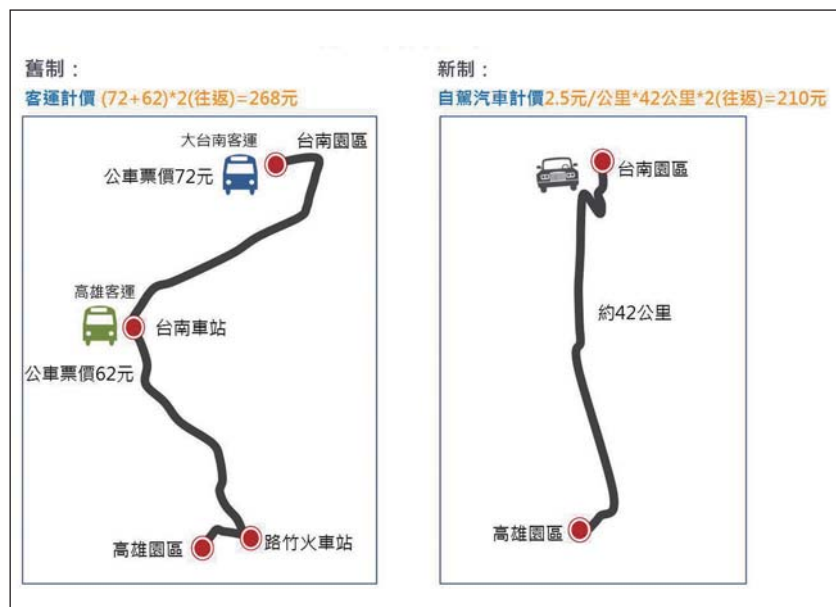 舊制：
客運計價 (72+62)*2(往返)=268元
大台南客運
台南園區
公車票價72元
高雄客運
台南車站
公車票價62元
高雄園區
路竹火車站
新制：
自駕汽車計價2.5元/公里*42公里*2(往返)=210元
台南園區
約42公里
高雄園區